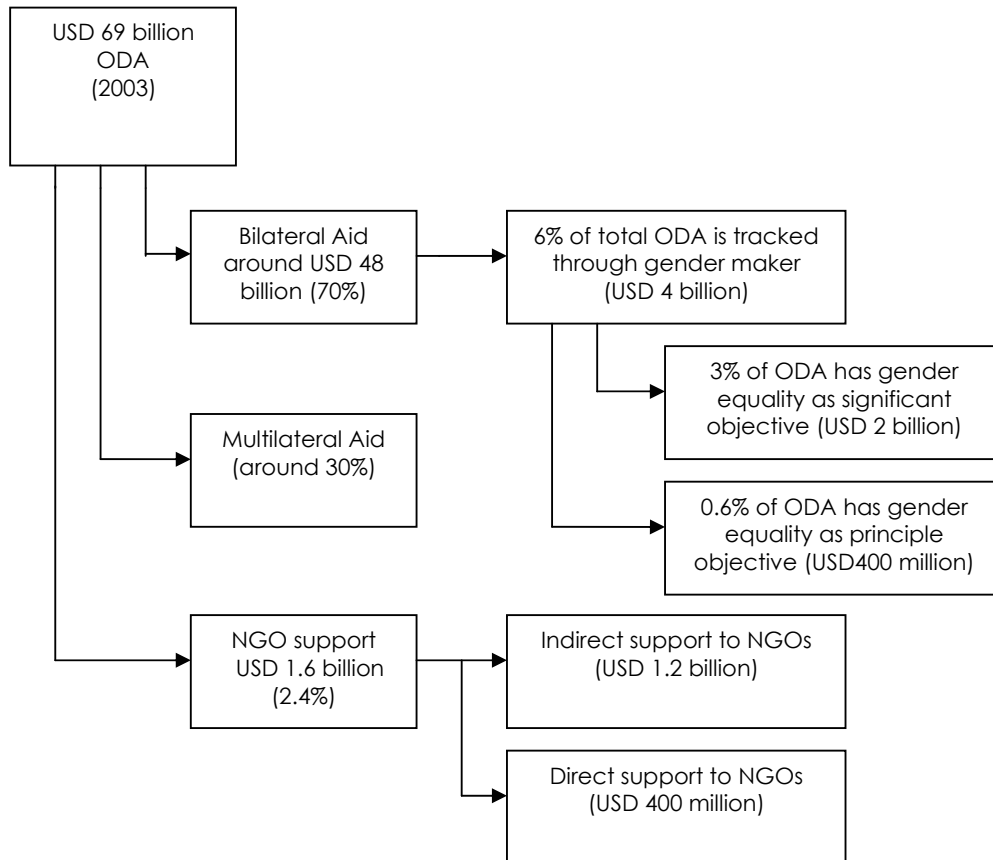 USD 69 billion
ODA
(2003)
Bilateral Aid
around USD 48
billion (70%)
6% of total ODA is tracked
through gender maker
(USD 4 billion)
3% of ODA has gender
equality as significant
objective (USD 2 billion)
Multilateral Aid
(around 30%)
0.6% of ODA has gender
equality as principle
objective (USD400 million)
NGO support
USD 1.6 billion
(2.4%)
Indirect support to NGOs
(USD 1.2 billion)
Direct support to NGOs
(USD 400 million)